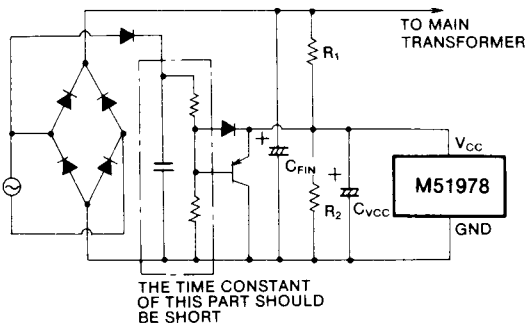 TO MAIN
TRANSFORMER
R1
+
CFIN
R2
+
CVCC
VCC
M51978
GND
THE TIME CONSTANT
OF THIS PART SHOULD
BE SHORT